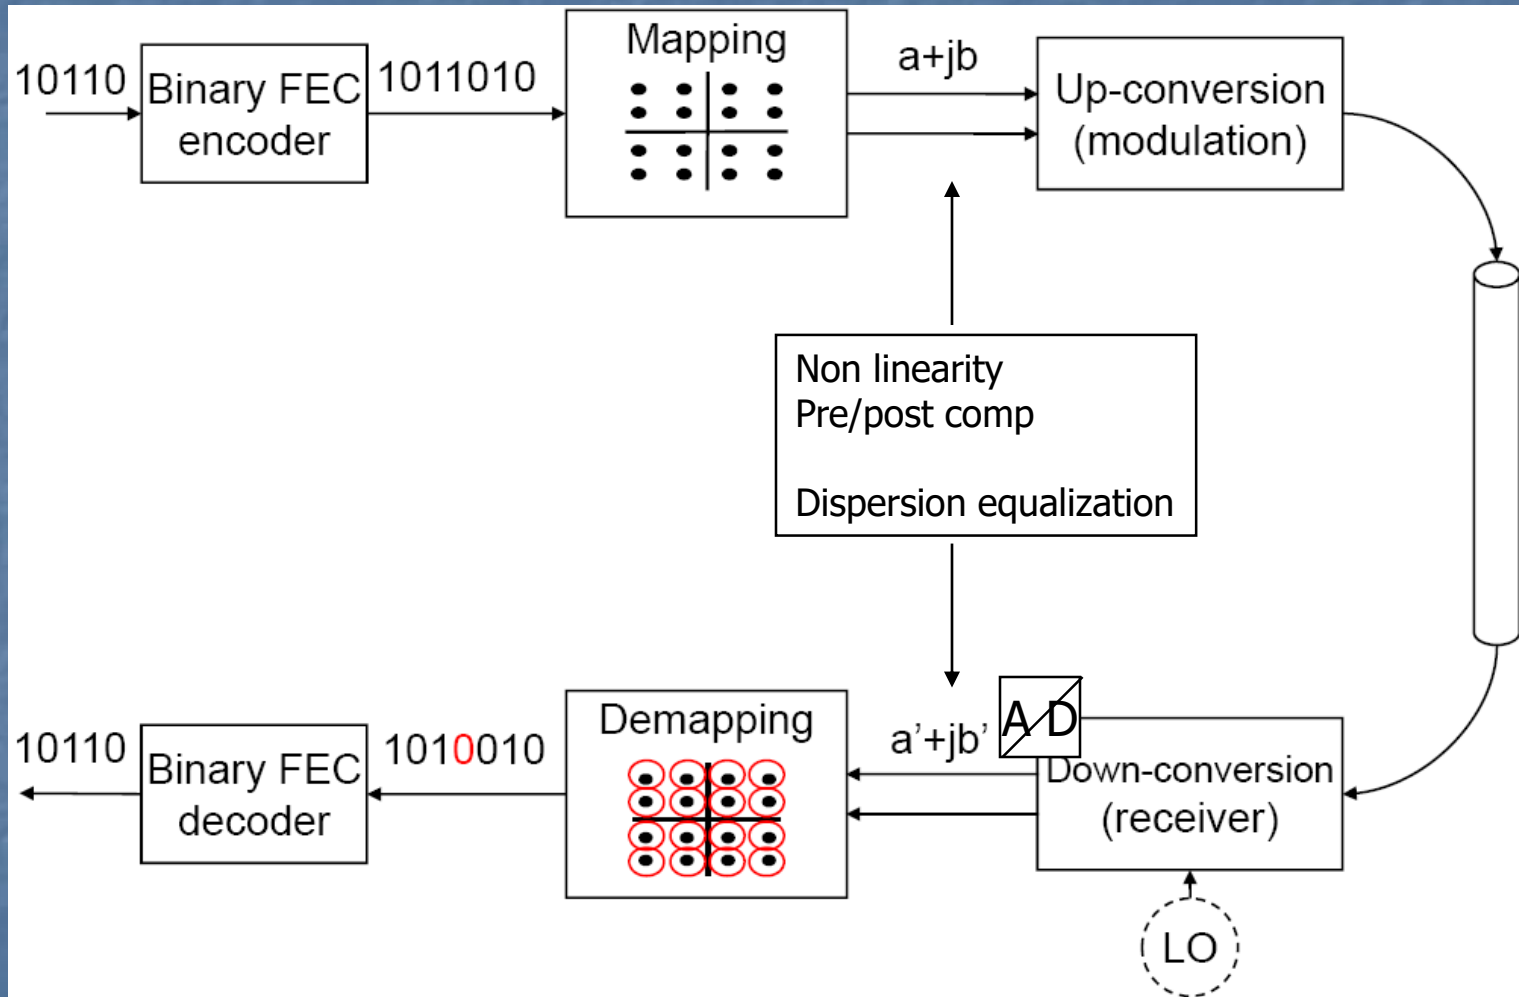 10110
Binary FEC
encoder
1011010
Mapping
a+jb
Up-conversion
(modulation)
Non linearity
Pre/post comp
Dispersion equalization
10110
Binary FEC
decoder
1010010
Demapping
a’+jb’
A/D
Down-conversion
(receiver)
LO